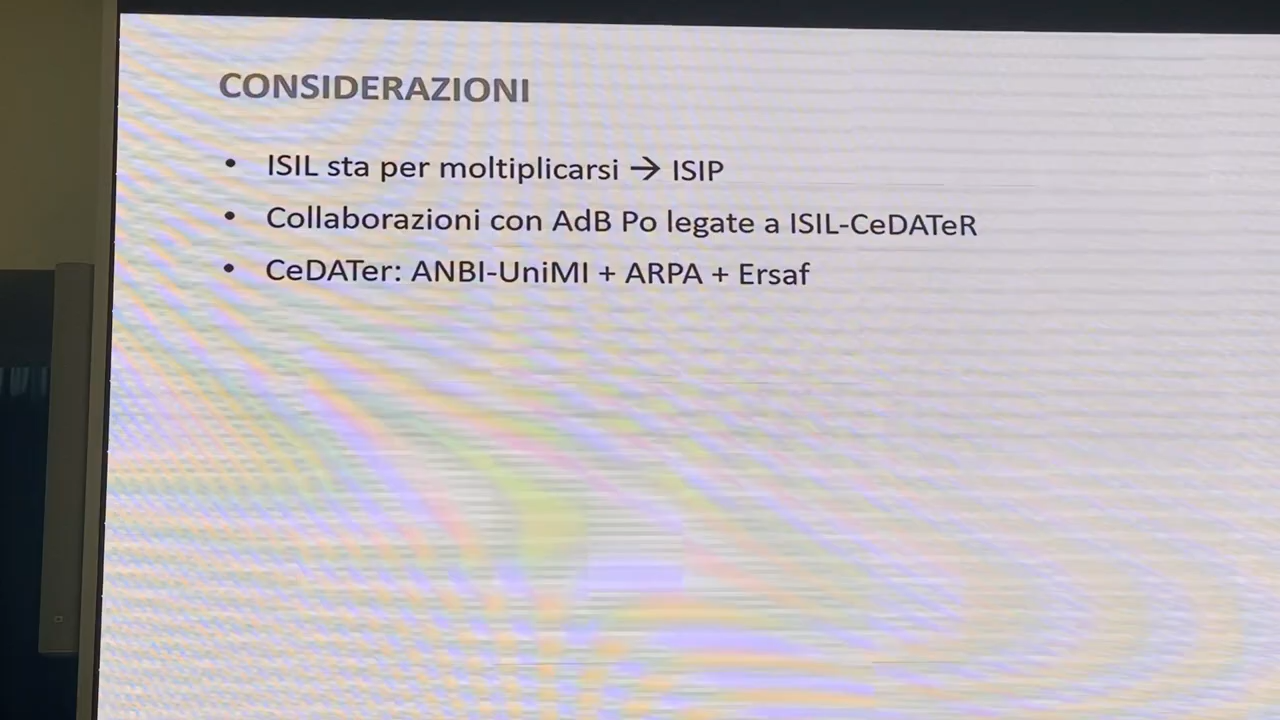 CONSIDERAZIONI
• ISIL sta per moltiplicarsi → ISIP
• Collaborazioni con AdB Po legate a ISIL-CeDATeR
• CeDATer: ANBI-UniMI + ARPA + Ersaf